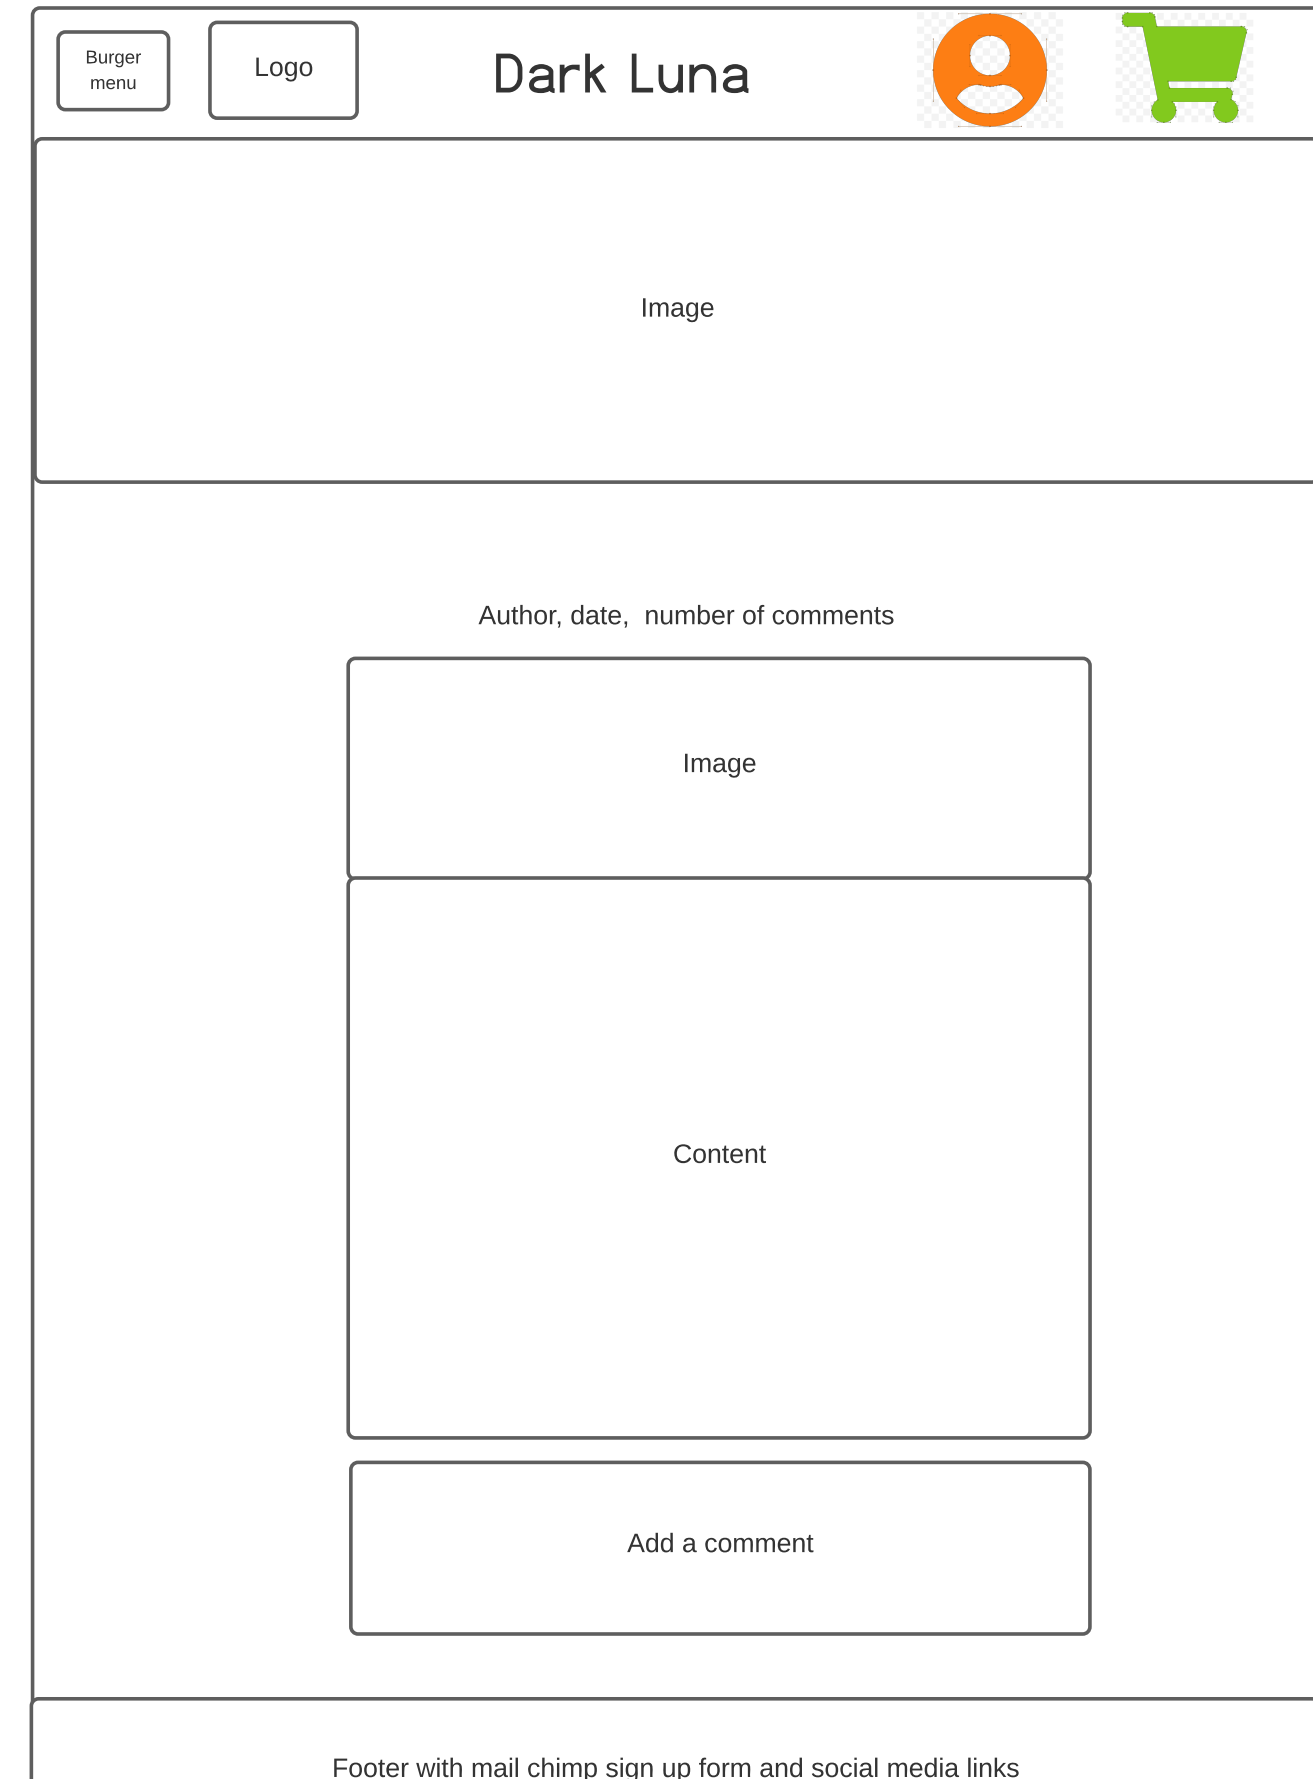 Burger
menu
Logo
Dark Luna
Image
Author, date,  number of comments
Image
Content
Add a comment
Footer with mail chimp sign up form and social media links